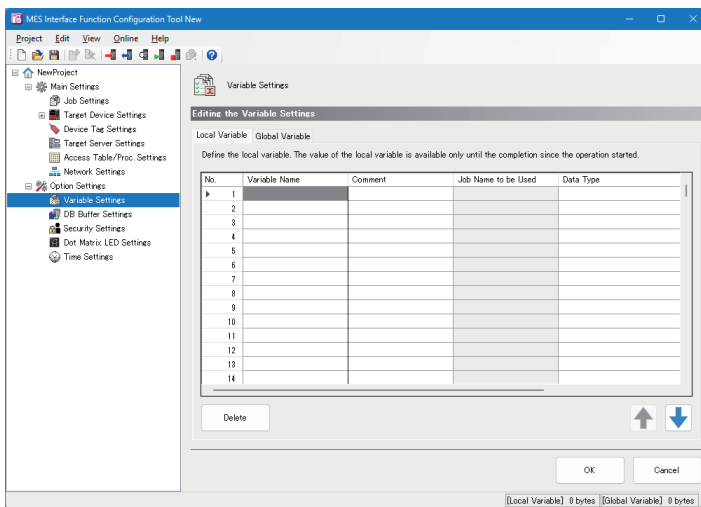 MES Interface Function Configuration Tool New
Project Edit View Online Help
NewProject
Main Settings
Job Settings
Target Device Settings
Device Tag Settings
Target Server Settings
Access Table/Proc. Settings
Network Settings
Option Settings
Variable Settings
DB Buffer Settings
Security Settings
Dot Matrix LED Settings
Time Settings
Variable Settings
Editing the Variable Settings
Local Variable Global Variable
Define the local variable. The value of the local variable is available only until the completion since the operation started.
No. Variable Name Comment Job Name to be Used Data Type
1
2
3
4
5
6
7
8
9
10
11
12
13
14
Delete
OK Cancel
[Local Variable] 0 bytes [Global Variable] 0 bytes